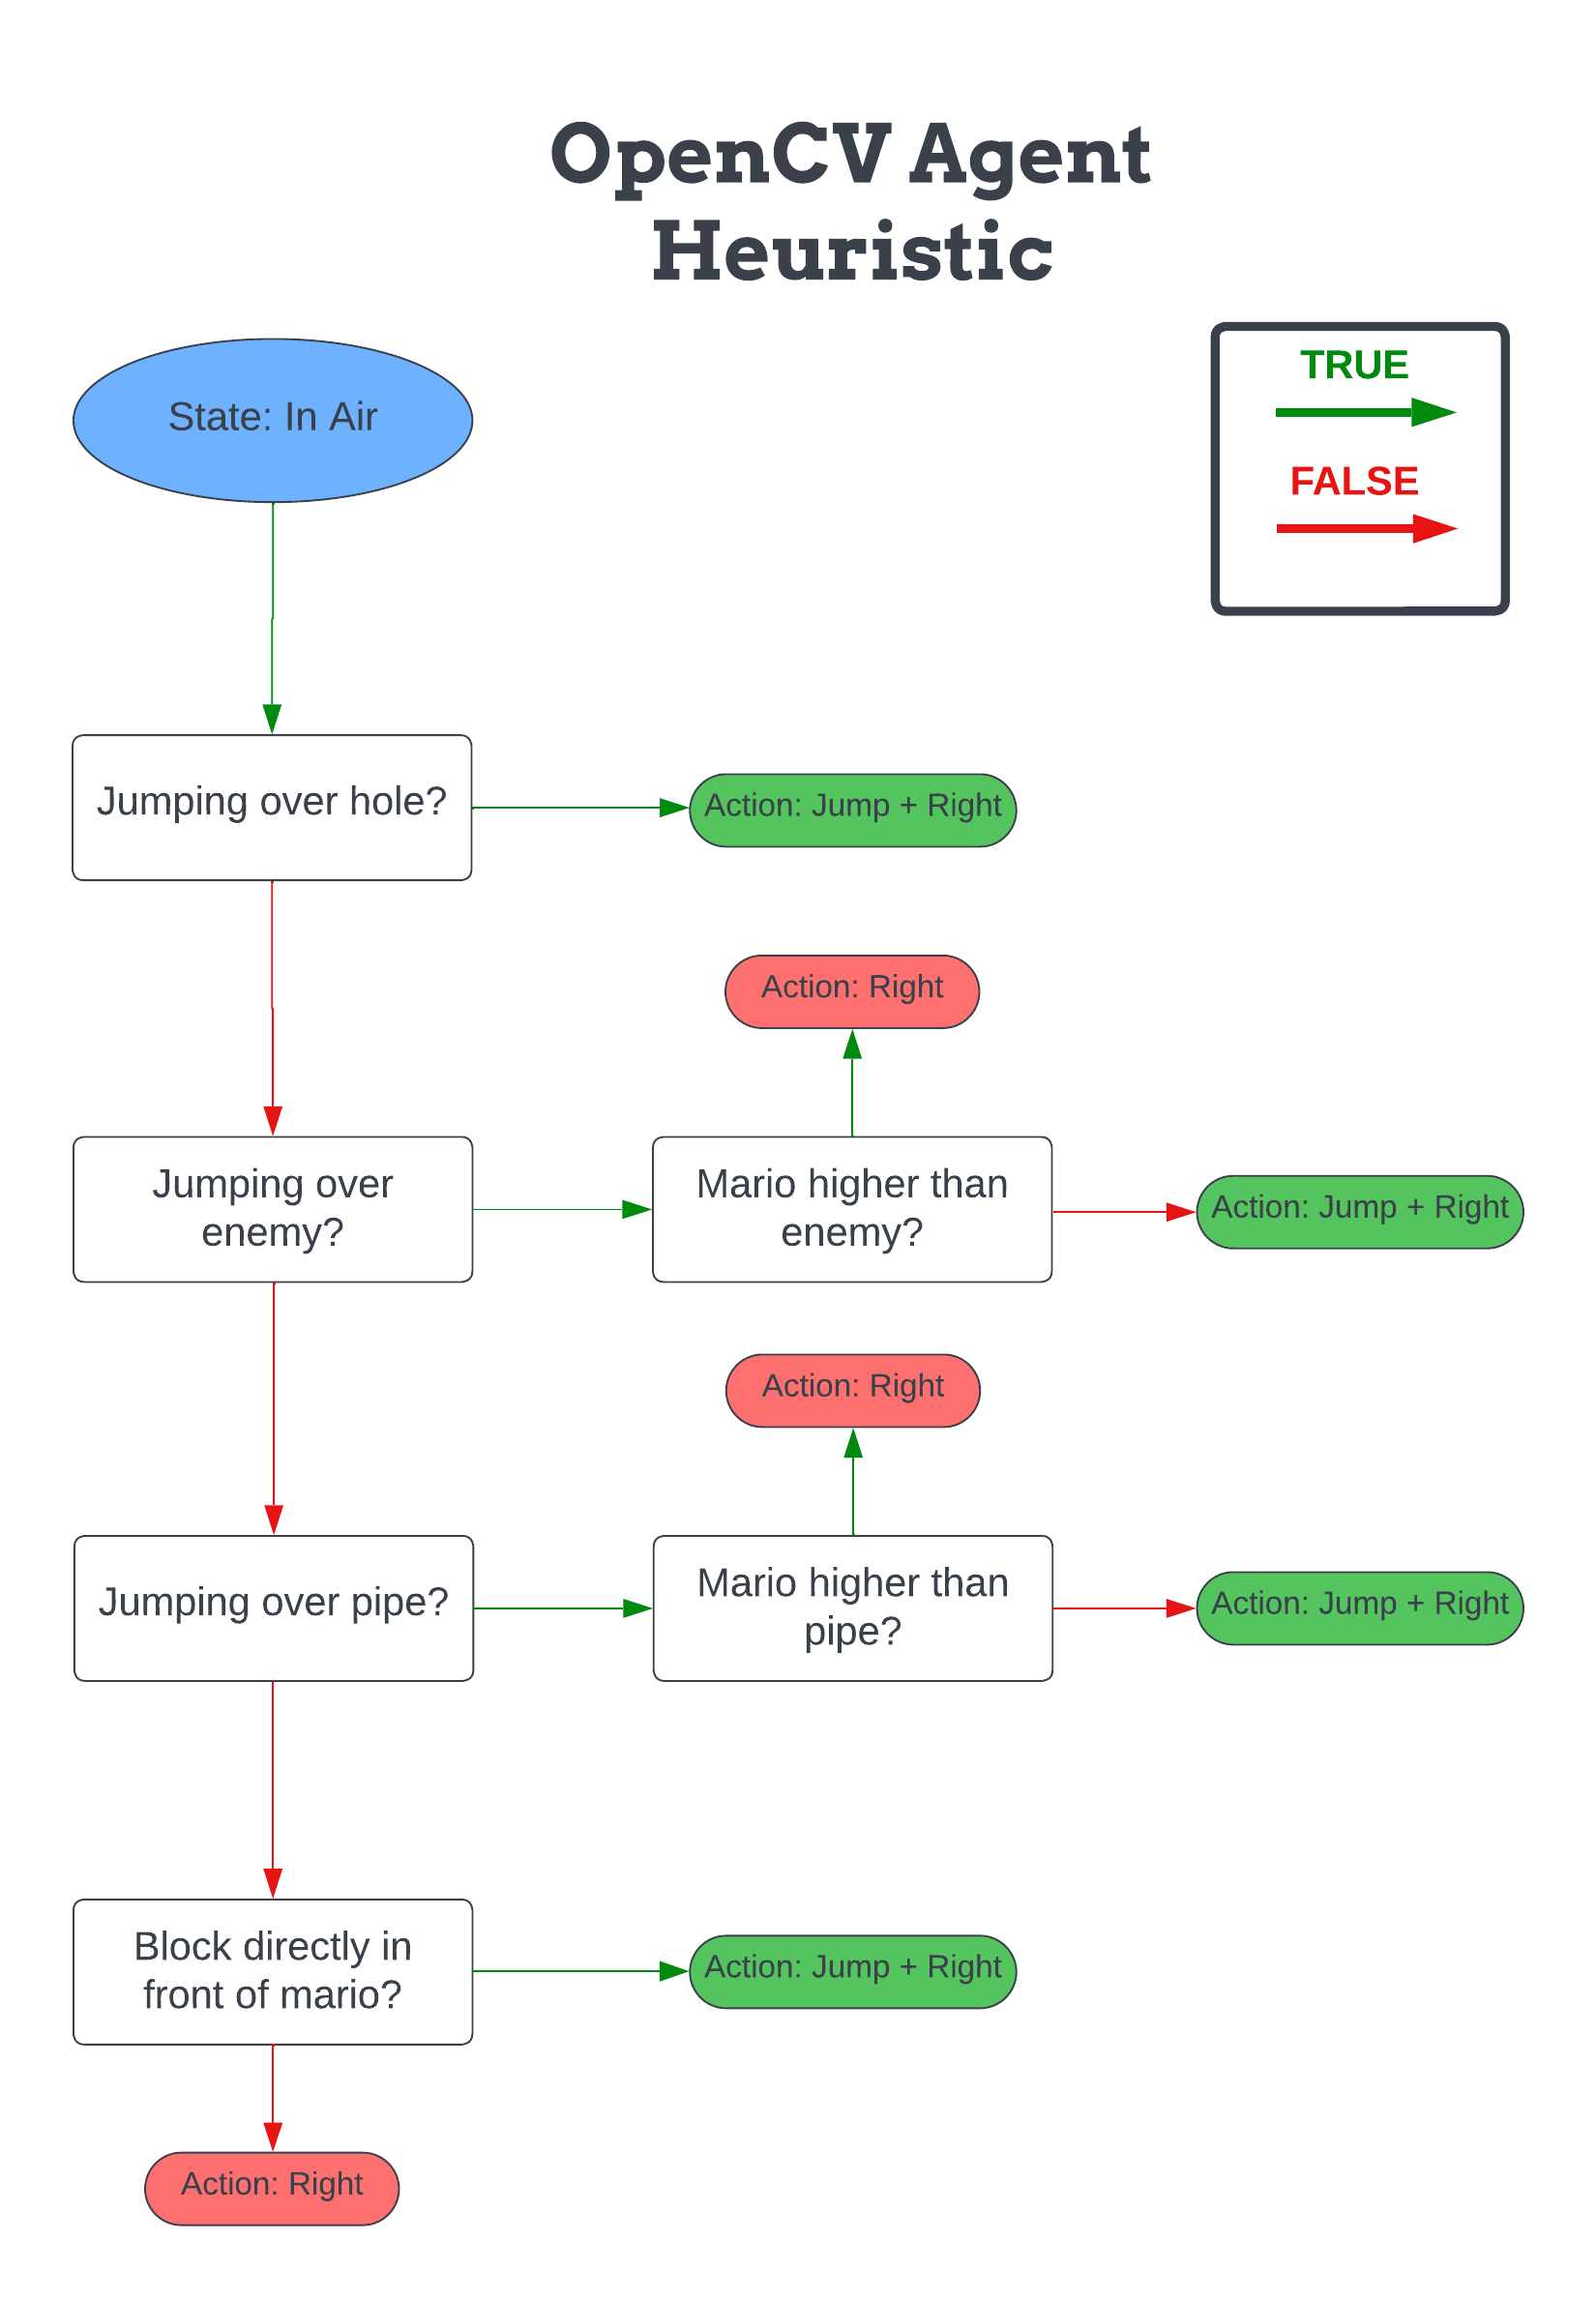 OpenCV Agent
Heuristic
State: In Air
TRUE
FALSE
Jumping over hole?
Action: Jump + Right
Action: Right
Jumping over
enemy?
Mario higher than
enemy?
Action: Jump + Right
Action: Right
Jumping over pipe?
Mario higher than
pipe?
Action: Jump + Right
Block directly in
front of mario?
Action: Jump + Right
Action: Right